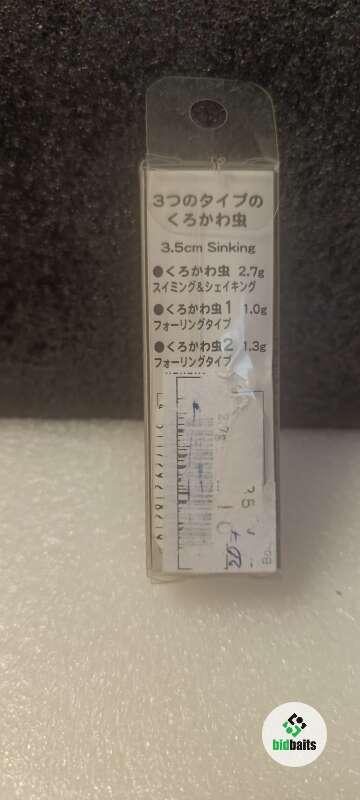 3つのタイプの
くろかわ虫
3.5cm Sinking
●くろかわ虫 2.7g
スイミング&シェイキング
●くろかわ虫1 1.0g
フォーリングタイプ
●くろかわ虫2 1.3g
フォーリングタイプ
2.7g
bidbaits